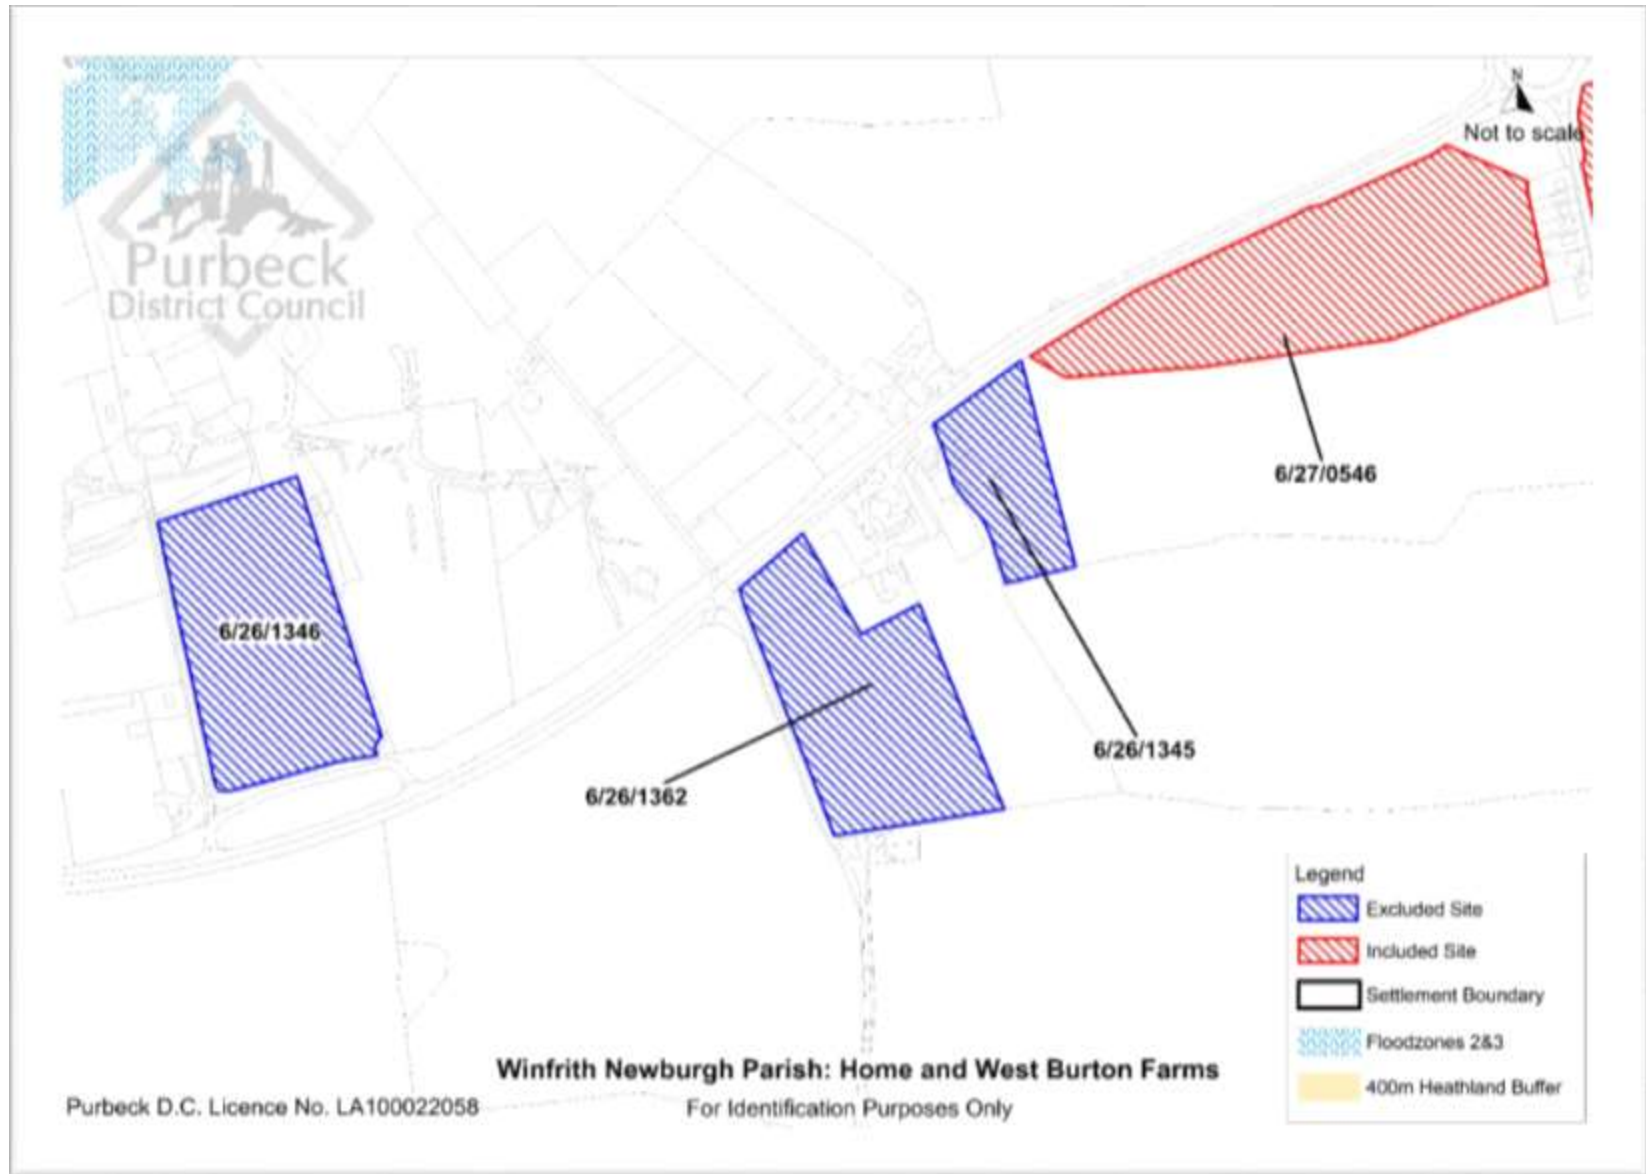 N
Not to scale
Purbeck
District Council
6/27/0546
6/26/1346
6/26/1345
6/26/1362
Legend
Excluded Site
Included Site
Settlement Boundary
Floodzones 2&3
400m Heathland Buffer
Winfrith Newburgh Parish: Home and West Burton Farms
Purbeck D.C. Licence No. LA100022058
For Identification Purposes Only